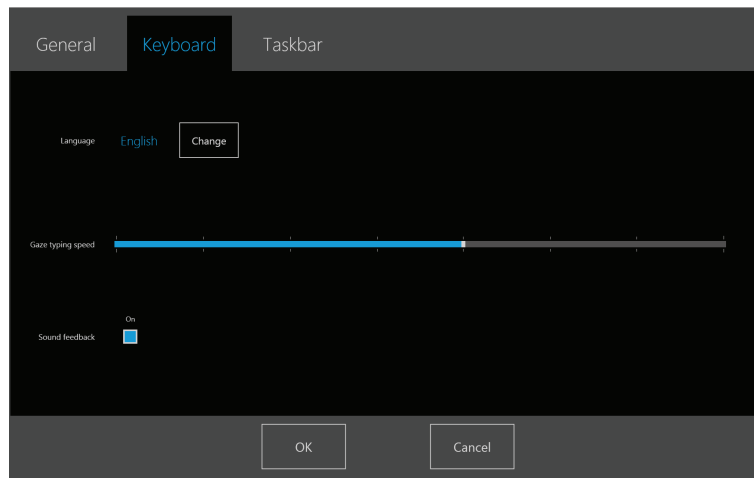 General Keyboard Taskbar
Language English Change
Gaze typing speed
On
Sound feedback
OK Cancel